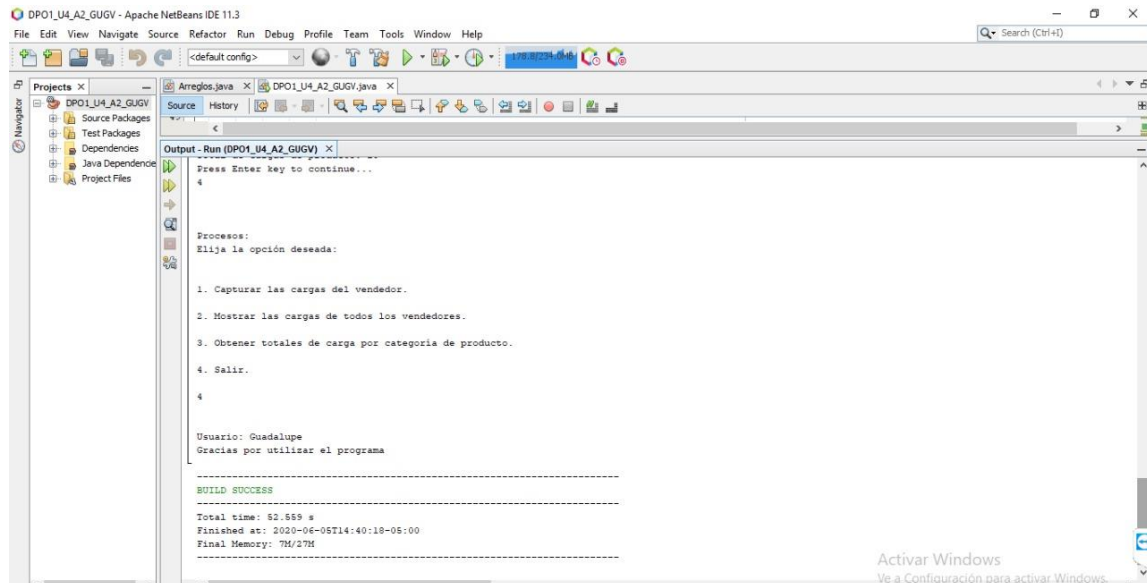 DPO1_U4_A2_GUGV - Apache NetBeans IDE 11.3
File Edit View Navigate Source Refactor Run Debug Profile Team Tools Window Help
Search (Ctrl+I)
<default config>
Projects
Arreglos.java
DPO1_U4_A2_GUGV.java
Navigator
DPO1_U4_A2_GUGV
Source Packages
Test Packages
Dependencies
Java Dependencie
Project Files
Source History
Output - Run (DPO1_U4_A2_GUGV)
Press Enter key to continue...
4
Procesos:
Elija la opción deseada:
1. Capturar las cargas del vendedor.
2. Mostrar las cargas de todos los vendedores.
3. Obtener totales de carga por categoría de producto.
4. Salir.
4
Usuario: Guadalupe
Gracias por utilizar el programa
BUILD SUCCESS
Total time: 52.559 s
Finished at: 2020-06-05T14:40:18-05:00
Final Memory: 7M/27M
Activar Windows
Ve a Configuración para activar Windows.